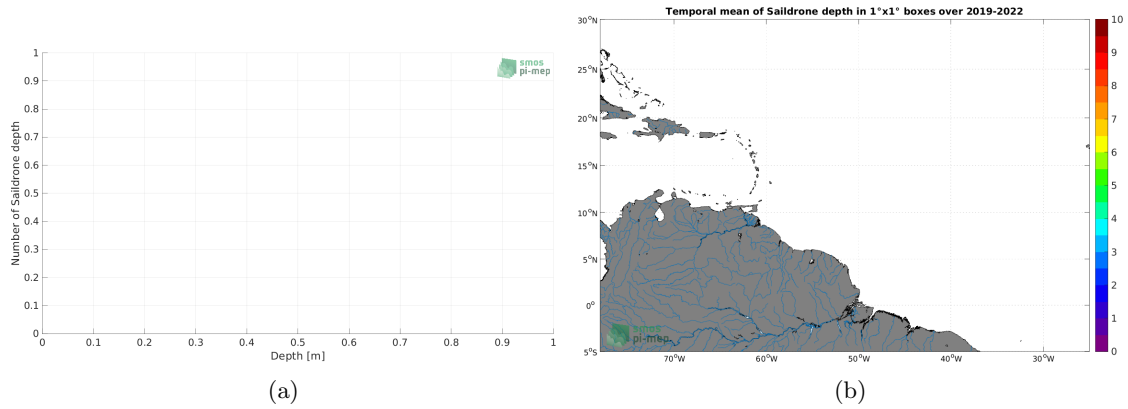 smos
pi-mep
Number of Saildrone depth
1
0.9
0.8
0.7
0.6
0.5
0.4
0.3
0.2
0.1
0
0 0.1 0.2 0.3 0.4 0.5 0.6 0.7 0.8 0.9 1
Depth [m]
(a)
Temporal mean of Saildrone depth in 1°x1° boxes over 2019-2022
30°N
25°N
20°N
15°N
10°N
5°N
0°
5°S
70°W 60°W 50°W 40°W 30°W
smos
pi-mep
10
9
8
7
6
5
4
3
2
1
0
(b)